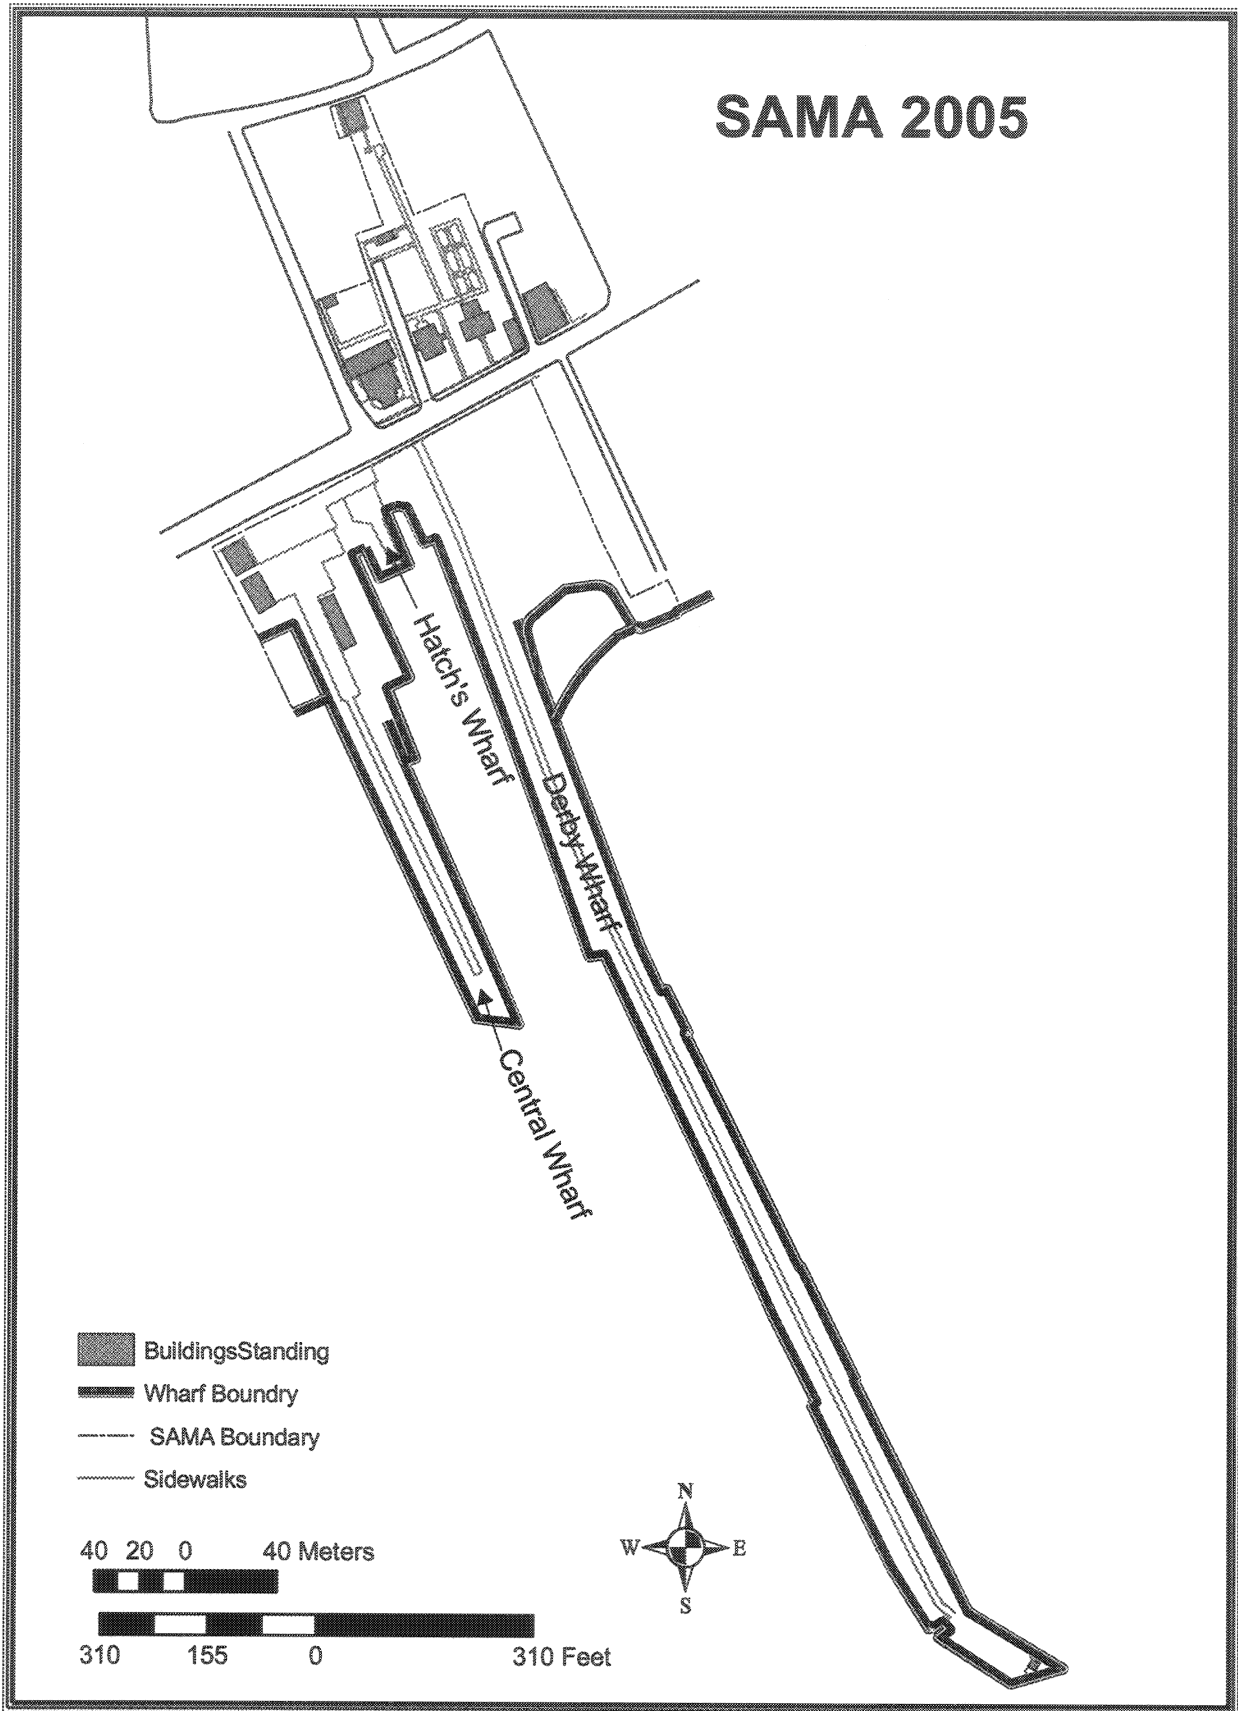 SAMA 2005
Hatch's Wharf
Derby Wharf
Central Wharf
BuildingsStanding
Wharf Boundry
SAMA Boundary
Sidewalks
N
W E
S
40 20 0 40 Meters
310 155 0 310 Feet